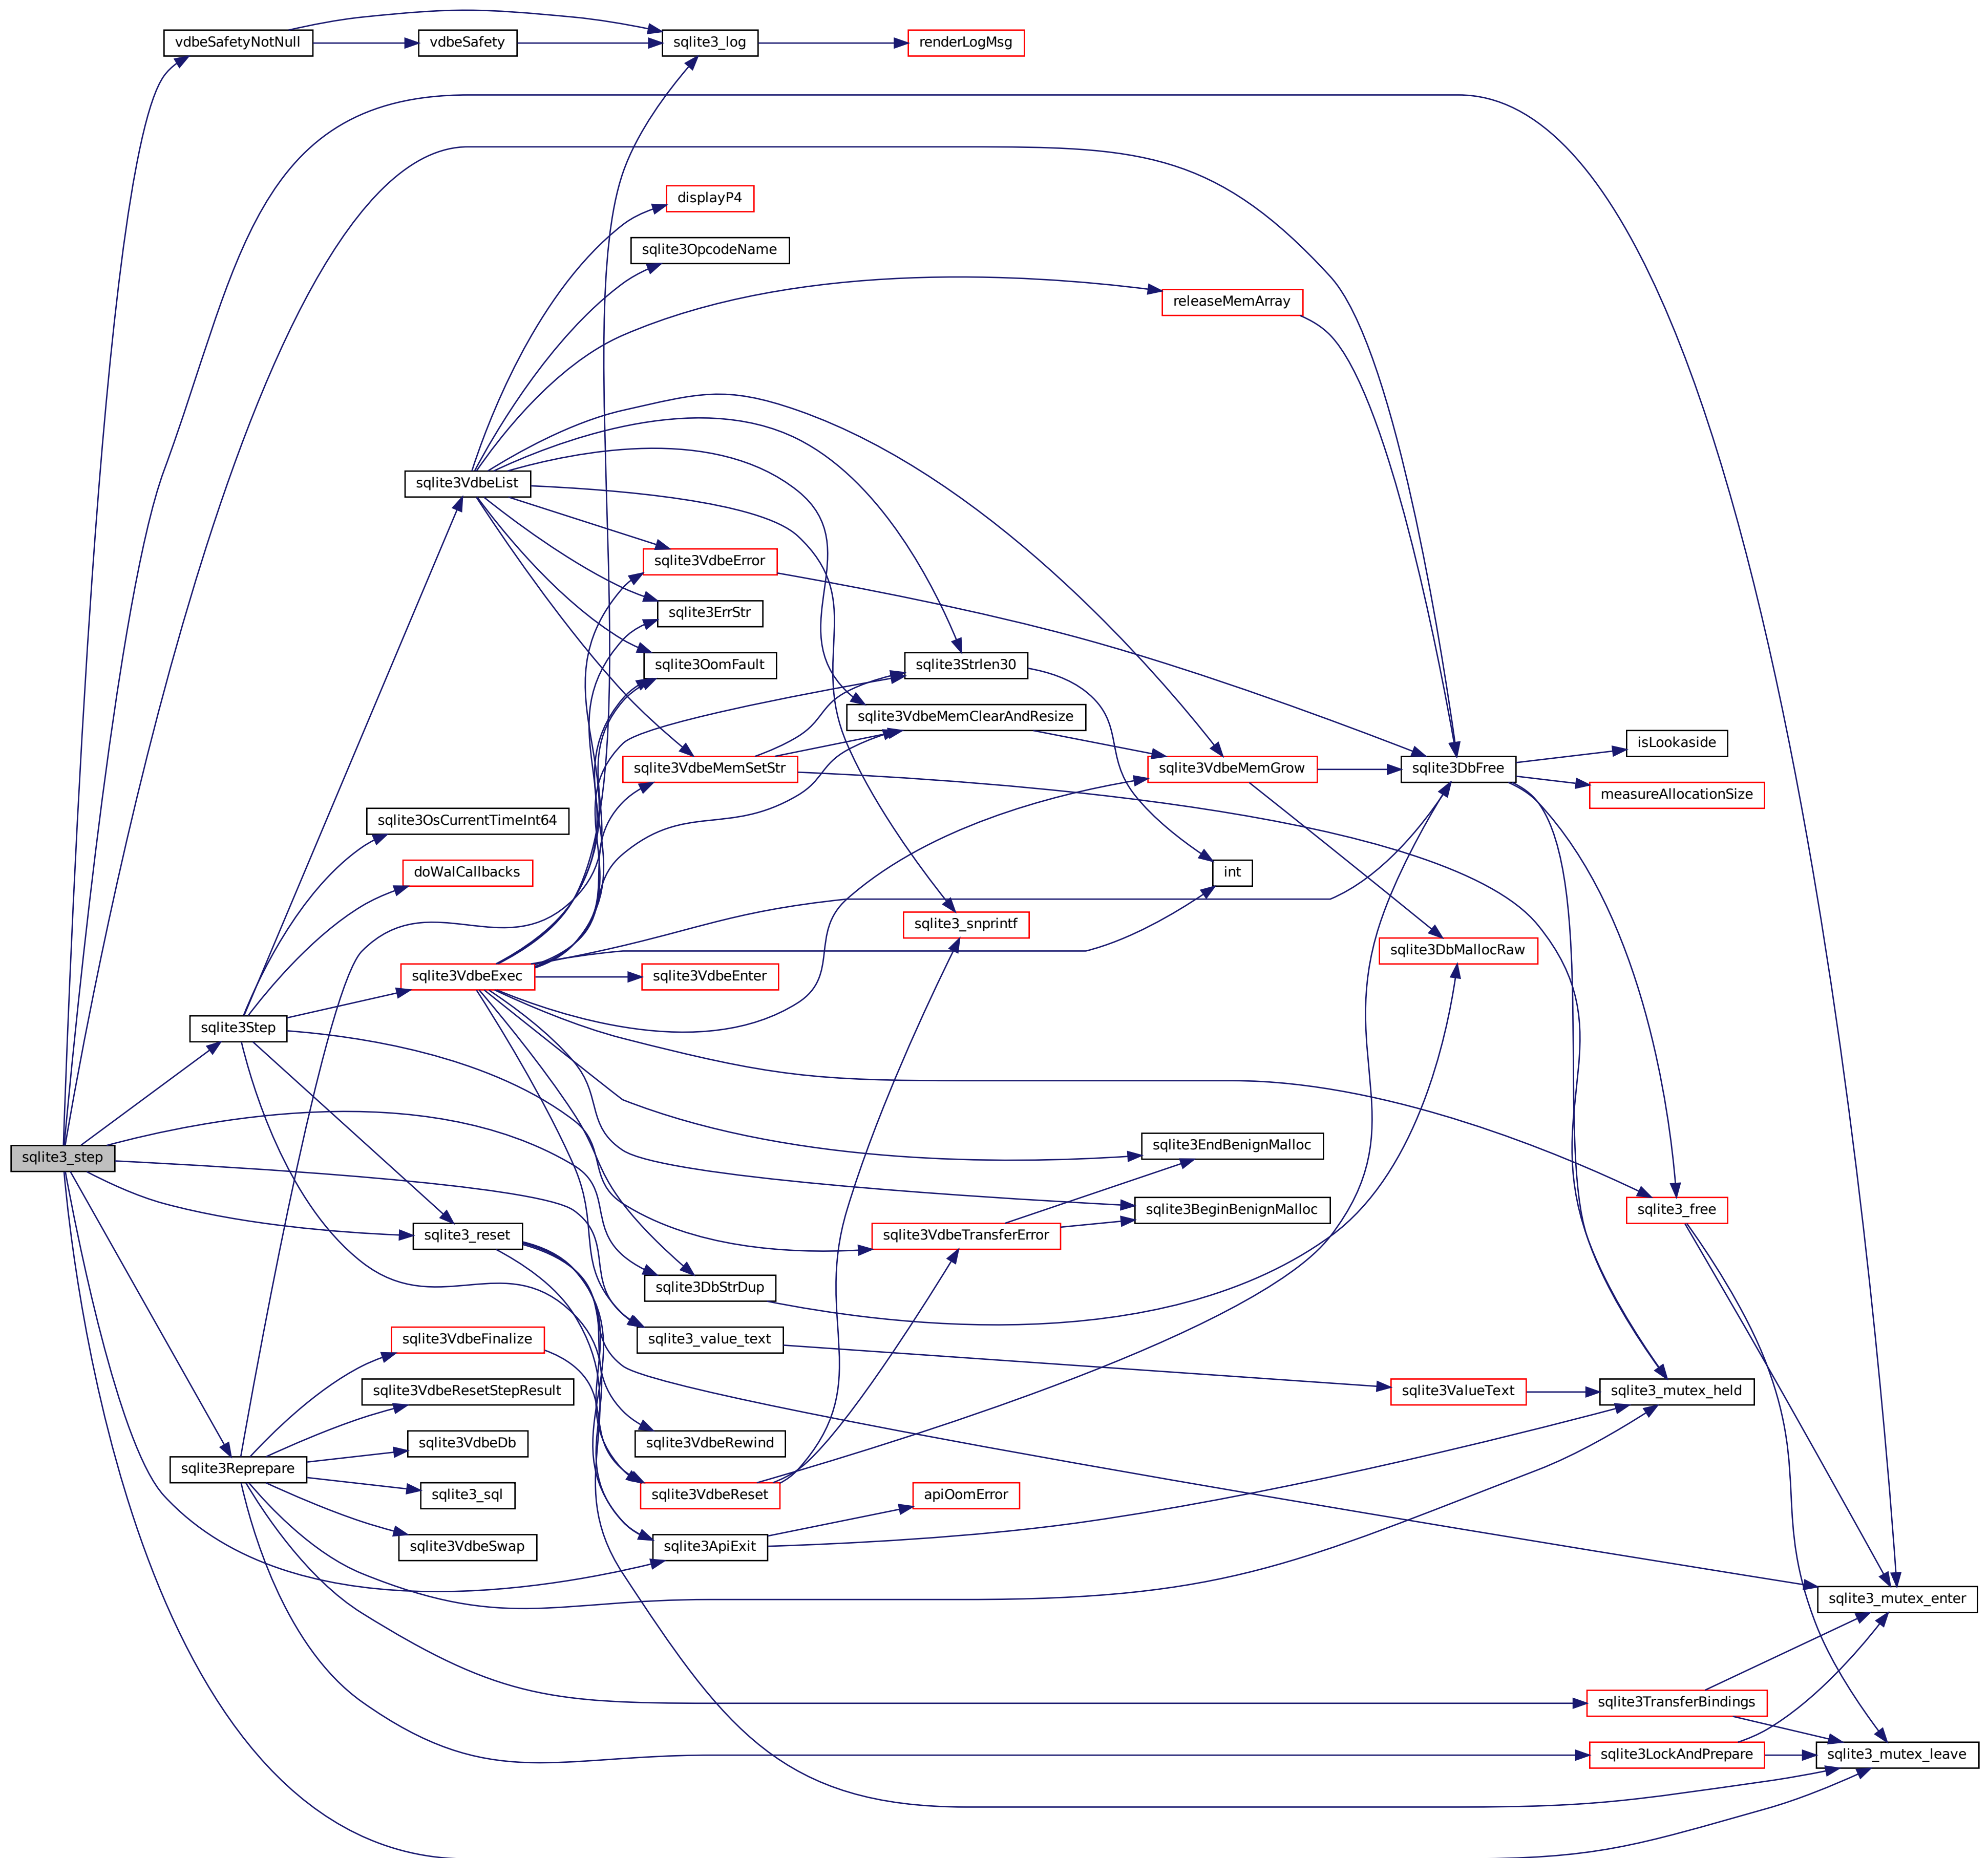 vdbeSafetyNotNull
vdbeSafety
sqlite3_log
renderLogMsg
displayP4
sqlite3OpcodeName
releaseMemArray
sqlite3VdbeList
sqlite3VdbeError
sqlite3ErrStr
sqlite3OomFault
sqlite3Strlen30
sqlite3VdbeMemClearAndResize
isLookaside
sqlite3VdbeMemSetStr
sqlite3VdbeMemGrow
sqlite3DbFree
measureAllocationSize
sqlite3OsCurrentTimeInt64
doWalCallbacks
int
sqlite3_snprintf
sqlite3DbMallocRaw
sqlite3VdbeExec
sqlite3VdbeEnter
sqlite3Step
sqlite3_step
sqlite3EndBenignMalloc
sqlite3BeginBenignMalloc
sqlite3_free
sqlite3_reset
sqlite3VdbeTransferError
sqlite3DbStrDup
sqlite3VdbeFinalize
sqlite3_value_text
sqlite3VdbeResetStepResult
sqlite3ValueText
sqlite3_mutex_held
sqlite3VdbeDb
sqlite3VdbeRewind
sqlite3Reprepare
sqlite3_sql
sqlite3VdbeReset
apiOomError
sqlite3VdbeSwap
sqlite3ApiExit
sqlite3_mutex_enter
sqlite3TransferBindings
sqlite3LockAndPrepare
sqlite3_mutex_leave